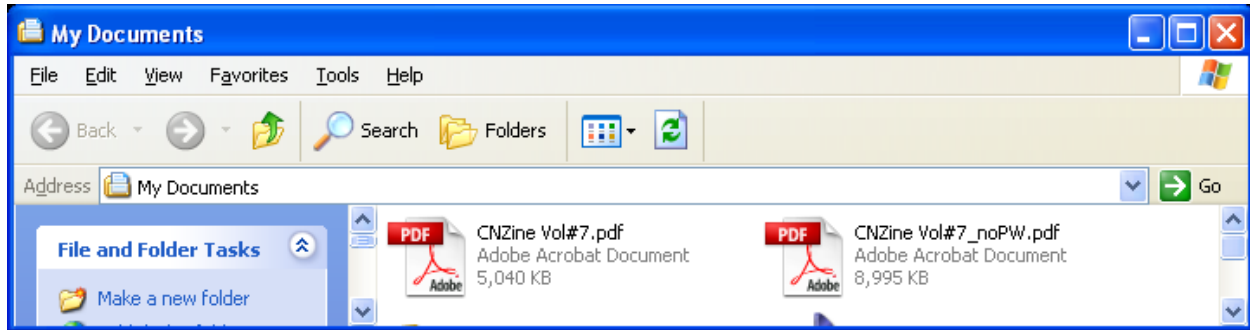 My Documents
File Edit View Favorites Tools Help
Back Search Folders
Address My Documents Go
File and Folder Tasks
Make a new folder
PDF
Adobe
CNZine Vol#7.pdf
Adobe Acrobat Document
5,040 KB
PDF
Adobe
CNZine Vol#7_noPW.pdf
Adobe Acrobat Document
8,995 KB